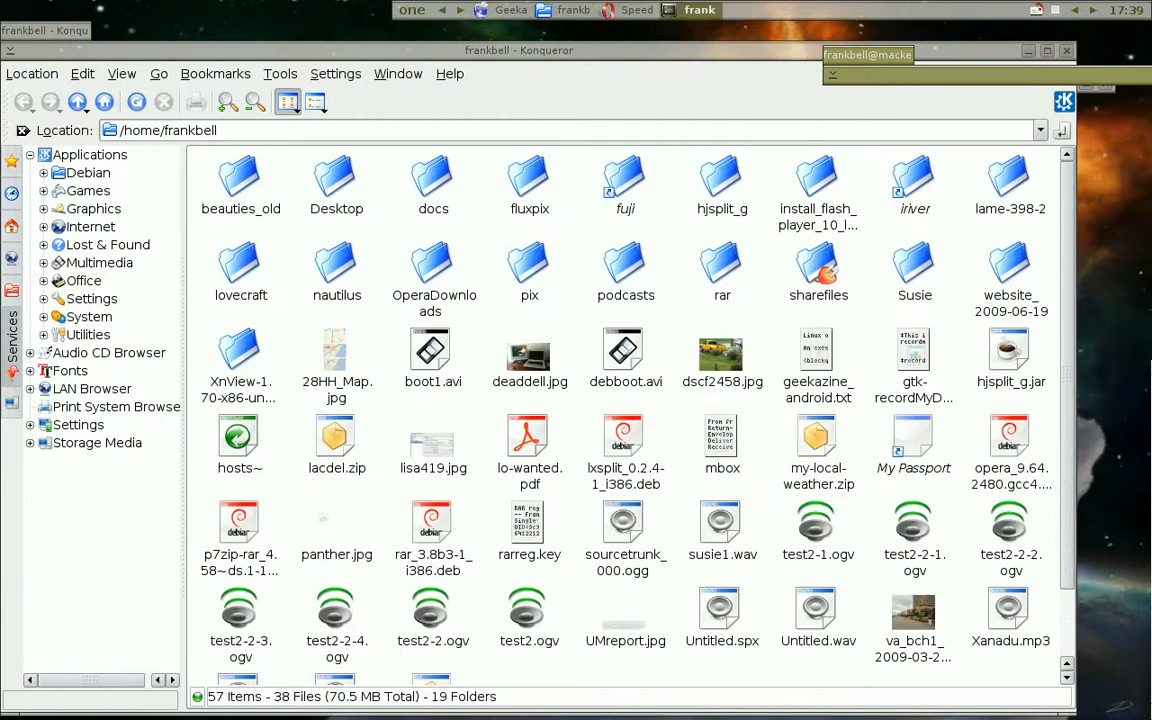 one Geeka frankb Speed frank 17:39
frankbell - Konqu
frankbell - Konqueror
frankbell@macke
Location Edit View Go Bookmarks Tools Settings Window Help
Location: /home/frankbell
Services
Applications
Debian
Games
Graphics
Internet
Lost & Found
Multimedia
Office
Settings
System
Utilities
Audio CD Browser
Fonts
LAN Browser
Print System Browse
Settings
Storage Media
beauties_old Desktop docs fluxpix fuji hjsplit_g install_flash_ iriver lame-398-2
player_10_l...
lovecraft nautilus OperaDownlo pix podcasts rar sharefiles Susie website_
ads 2009-06-19
XnView-1. 28HH_Map. boot1.avi deaddell.jpg debboot.avi dscf2458.jpg geekazine_ gtk- hjsplit_g.jar
70-x86-un... jpg android.txt recordMyD...
hosts~ lacdel.zip lisa419.jpg lo-wanted. lxsplit_0.2.4- mbox my-local- My Passport opera_9.64.
pdf 1_i386.deb weather.zip 2480.gcc4....
p7zip-rar_4. panther.jpg rar_3.8b3-1_ rarreg.key sourcetrunk_ susie1.wav test2-1.ogv test2-2-1. test2-2-2.
58~ds.1-1... i386.deb 000.ogg ogv ogv
test2-2-3. test2-2-4. test2-2.ogv test2.ogv UMreport.jpg Untitled.spx Untitled.wav va_bch1_ Xanadu.mp3
ogv ogv 2009-03-2...
57 Items - 38 Files (70.5 MB Total) - 19 Folders